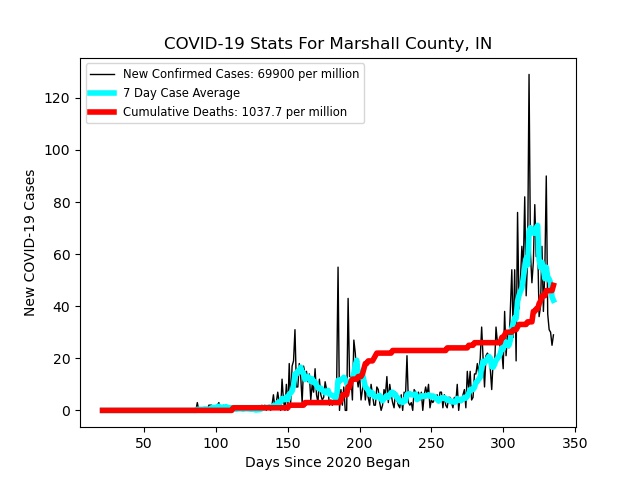 COVID-19 Stats For Marshall County, IN
New Confirmed Cases: 69900 per million
7 Day Case Average
Cumulative Deaths: 1037.7 per million
New COVID-19 Cases
120
100
80
60
40
20
0
50 100 150 200 250 300 350
Days Since 2020 Began